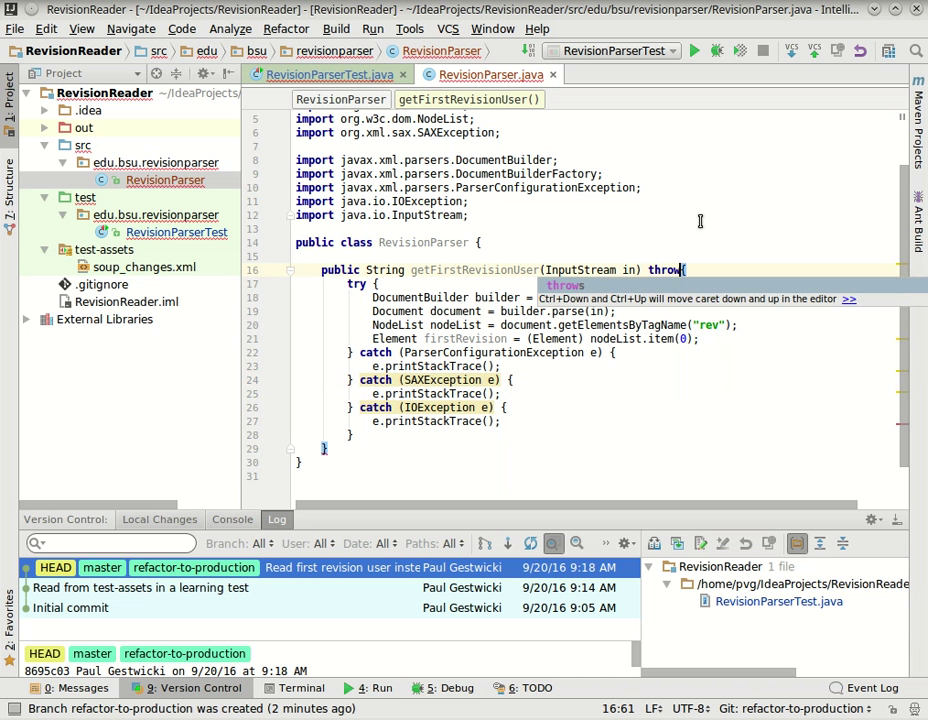 RevisionReader - [~/IdeaProjects/RevisionReader] - [RevisionReader] - ~/IdeaProjects/RevisionReader/src/edu/bsu/revisionparser/RevisionParser.java - Intelli...
File Edit View Navigate Code Analyze Refactor Build Run Tools VCS Window Help
RevisionReader src edu bsu revisionparser RevisionParser RevisionParserTest VCS VCS
Project RevisionParserTest.java RevisionParser.java
RevisionParser getFirstRevisionUser()
1: Project
7: Structure
2: Favorites
RevisionReader ~/IdeaProjects/
.idea
out
src
edu.bsu.revisionparser
RevisionParser
test
edu.bsu.revisionparser
RevisionParserTest
test-assets
soup_changes.xml
.gitignore
RevisionReader.iml
External Libraries
5 import org.w3c.dom.NodeList;
6 import org.xml.sax.SAXException;
7
8 import javax.xml.parsers.DocumentBuilder;
9 import javax.xml.parsers.DocumentBuilderFactory;
10 import javax.xml.parsers.ParserConfigurationException;
11 import java.io.IOException;
12 import java.io.InputStream;
13
14 public class RevisionParser {
15
16 public String getFirstRevisionUser(InputStream in) throw{
17 try {
throws
18 DocumentBuilder builder =
Ctrl+Down and Ctrl+Up will move caret down and up in the editor >>
19 Document document = builder.parse(in);
20 NodeList nodeList = document.getElementsByTagName("rev");
21 Element firstRevision = (Element) nodeList.item(0);
22 } catch (ParserConfigurationException e) {
23 e.printStackTrace();
24 } catch (SAXException e) {
25 e.printStackTrace();
26 } catch (IOException e) {
27 e.printStackTrace();
28 }
29 }
30 }
31
Maven Projects
Ant Build
Version Control: Local Changes Console Log
Branch: All User: All Date: All Paths: All
HEAD master refactor-to-production Read first revision user inste Paul Gestwicki 9/20/16 9:18 AM
Read from test-assets in a learning test Paul Gestwicki 9/20/16 9:14 AM
Initial commit Paul Gestwicki 9/20/16 9:05 AM
HEAD master refactor-to-production
8695c03 Paul Gestwicki on 9/20/16 at 9:18 AM
RevisionReader 1 file
/home/pvg/IdeaProjects/RevisionReade
RevisionParserTest.java
0: Messages 9: Version Control Terminal 4: Run 5: Debug 6: TODO Event Log
Branch refactor-to-production was created (2 minutes ago) 16:61 LF UTF-8 Git: refactor-to-production